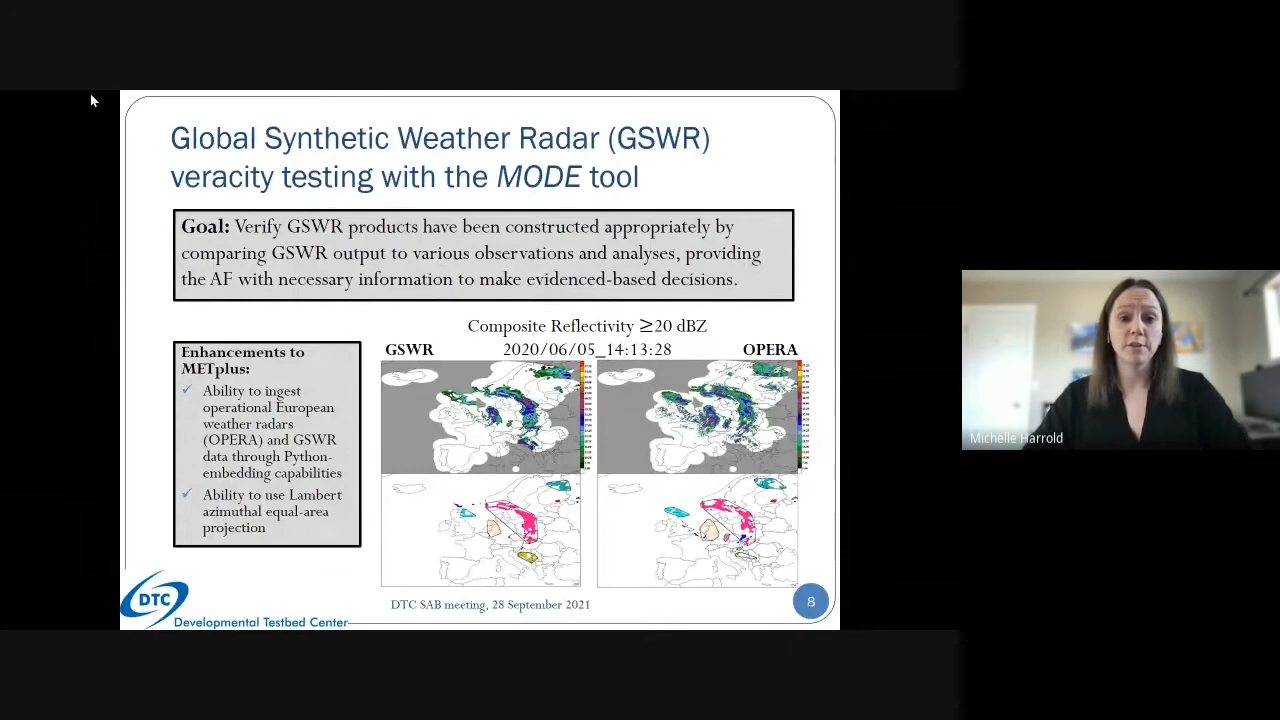 Global Synthetic Weather Radar (GSWR)
veracity testing with the MODE tool
Goal: Verify GSWR products have been constructed appropriately by
comparing GSWR output to various observations and analyses, providing
the AF with necessary information to make evidenced-based decisions.
Enhancements to
METplus:
✓ Ability to ingest
operational European
weather radars
(OPERA) and GSWR
data through Python-
embedding capabilities
✓ Ability to use Lambert
azimuthal equal-area
projection
Composite Reflectivity ≥20 dBZ
GSWR 2020/06/05_14:13:28 OPERA
DTC
Developmental Testbed Center
DTC SAB meeting, 28 September 2021
8
Michelle Harrold